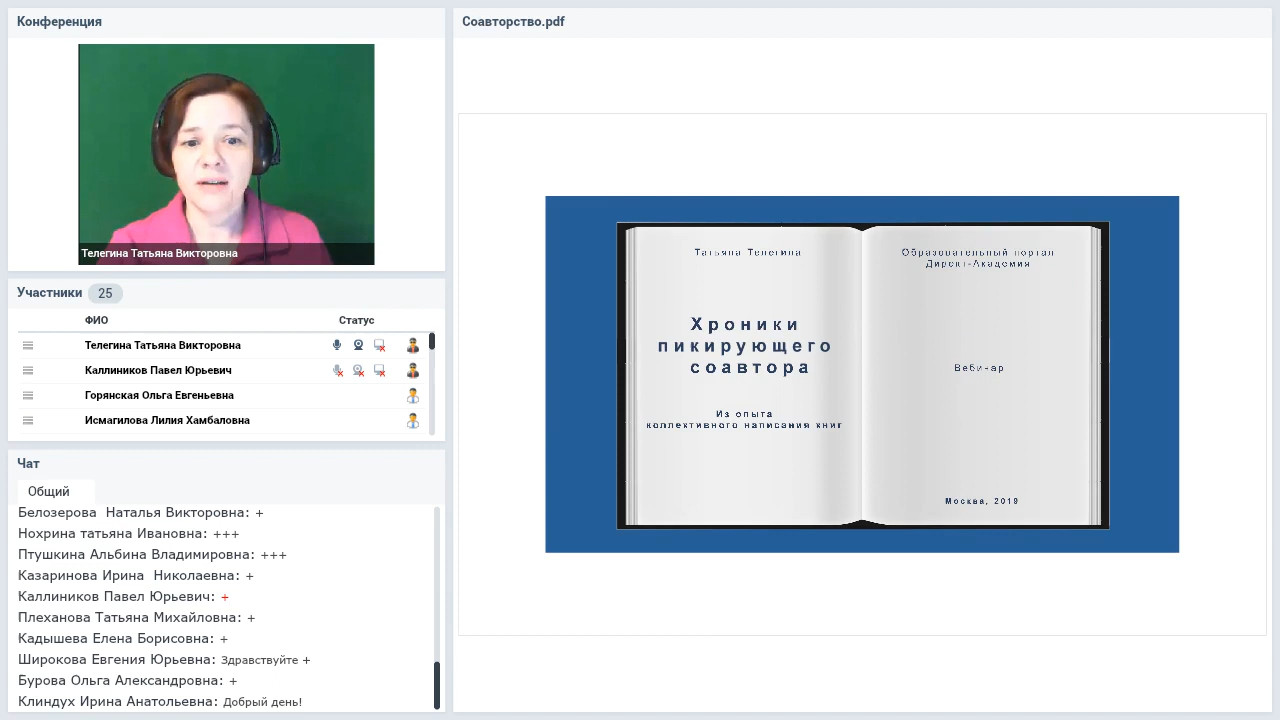 Конференция
Телегина Татьяна Викторовна
Участники 25
ФИО Статус
Телегина Татьяна Викторовна
Каллиников Павел Юрьевич
Горянская Ольга Евгеньевна
Исмагилова Лилия Хамбаловна
Чат
Общий
Белозерова Наталья Викторовна: +
Нохрина татьяна Ивановна: +++
Птушкина Альбина Владимировна: +++
Казаринова Ирина Николаевна: +
Каллиников Павел Юрьевич: +
Плеханова Татьяна Михайловна: +
Кадышева Елена Борисовна: +
Широкова Евгения Юрьевна: Здравствуйте +
Бурова Ольга Александровна: +
Клиндух Ирина Анатольевна: Добрый день!
Соавторство.pdf
Татьяна Телегина
Хроники
пикирующего
соавтора
Из опыта
коллективного написания книг
Образовательный портал
Директ-Академия
Вебинар
Москва, 2019